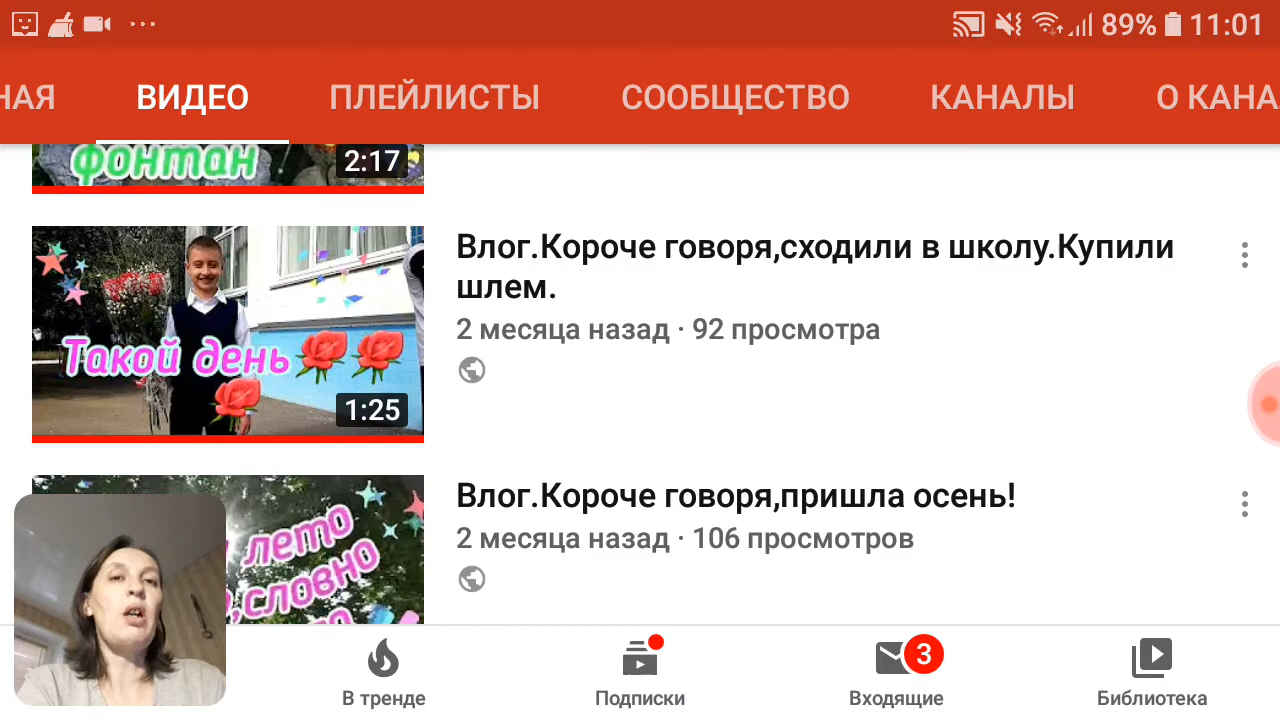 89% 11:01
НАЯ ВИДЕО ПЛЕЙЛИСТЫ СООБЩЕСТВО КАНАЛЫ О КАНА
фонтан
2:17
Влог.Короче говоря,сходили в школу.Купили
шлем.
2 месяца назад · 92 просмотра
Такой день
1:25
Влог.Короче говоря,пришла осень!
2 месяца назад · 106 просмотров
лето
,словно
3
В тренде Подписки Входящие Библиотека